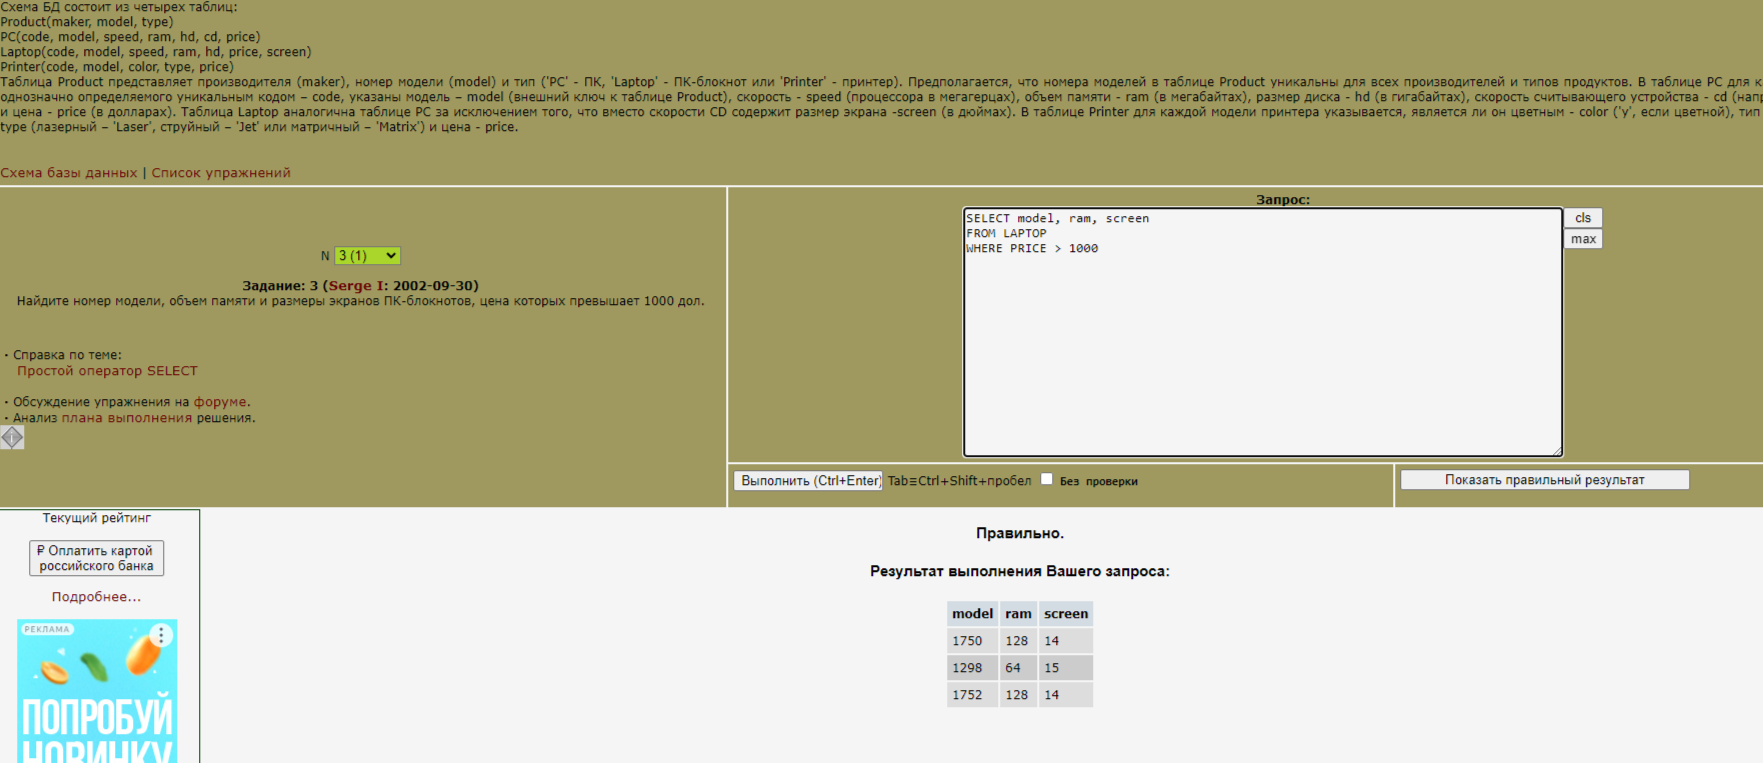 Схема БД состоит из четырех таблиц:
Product(maker, model, type)
PC(code, model, speed, ram, hd, cd, price)
Laptop(code, model, speed, ram, hd, price, screen)
Printer(code, model, color, type, price)
Таблица Product представляет производителя (maker), номер модели (model) и тип ('PC' - ПК, 'Laptop' - ПК-блокнот или 'Printer' - принтер). Предполагается, что номера моделей в таблице Product уникальны для всех производителей и типов продуктов. В таблице PC для к
однозначно определяемого уникальным кодом – code, указаны модель – model (внешний ключ к таблице Product), скорость - speed (процессора в мегагерцах), объем памяти - ram (в мегабайтах), размер диска - hd (в гигабайтах), скорость считывающего устройства - cd (нап
и цена - price (в долларах). Таблица Laptop аналогична таблице РС за исключением того, что вместо скорости CD содержит размер экрана -screen (в дюймах). В таблице Printer для каждой модели принтера указывается, является ли он цветным - color ('y', если цветной), тип
type (лазерный – 'Laser', струйный – 'Jet' или матричный – 'Matrix') и цена - price.
Схема базы данных | Список упражнений
N 3 (1)
Задание: 3 (Serge I: 2002-09-30)
Найдите номер модели, объем памяти и размеры экранов ПК-блокнотов, цена которых превышает 1000 дол.
· Справка по теме:
Простой оператор SELECT
· Обсуждение упражнения на форуме.
· Анализ плана выполнения решения.
Запрос:
SELECT model, ram, screen
FROM LAPTOP
WHERE PRICE > 1000
cls
max
Выполнить (Ctrl+Enter) Tab≡Ctrl+Shift+пробел Без проверки
Показать правильный результат
Текущий рейтинг
₽ Оплатить картой
российского банка
Подробнее...
РЕКЛАМА
ПОПРОБУЙ
НОВИНКУ
Правильно.
Результат выполнения Вашего запроса:
model ram screen
1750 128 14
1298 64 15
1752 128 14